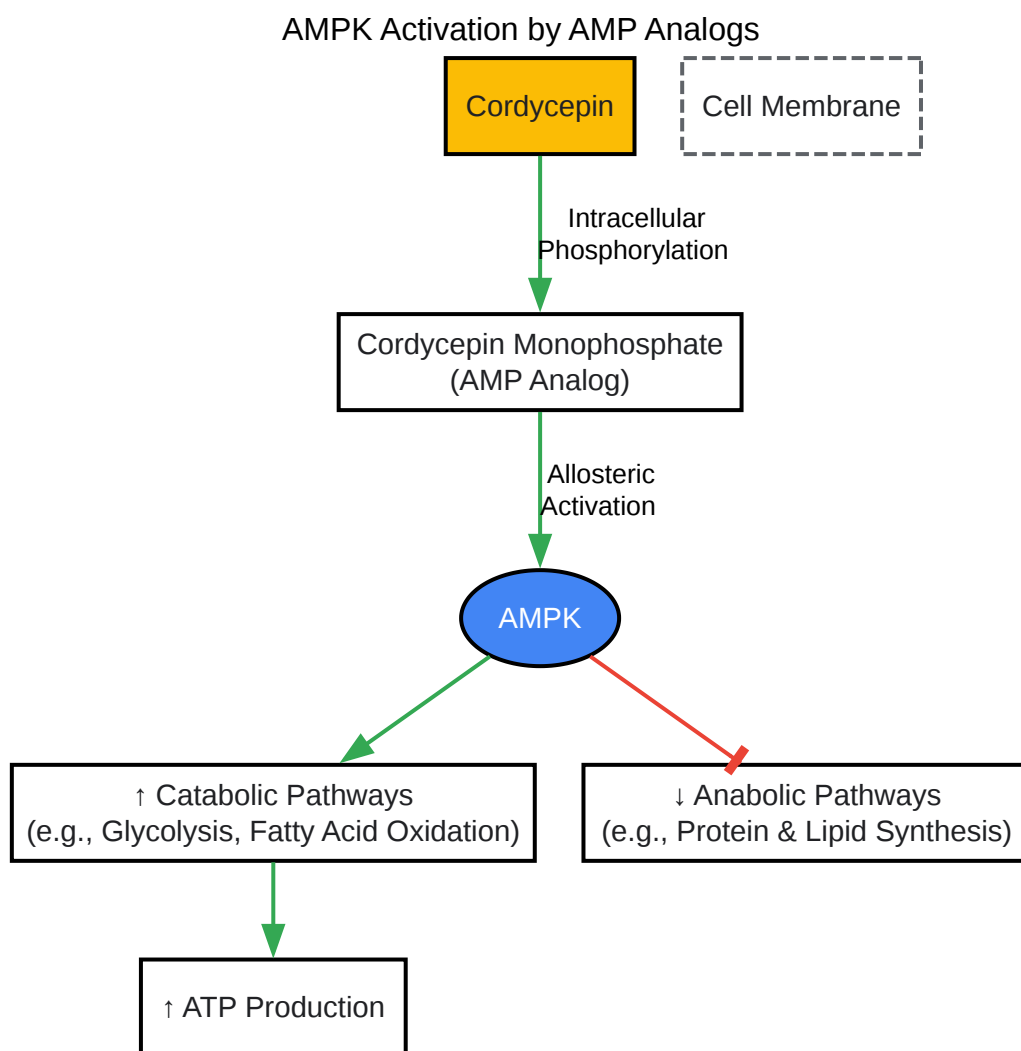 AMPK Activation by AMP Analogs
Cordycepin
Cell Membrane
Intracellular
Phosphorylation
Cordycepin Monophosphate
(AMP Analog)
Allosteric
Activation
AMPK
↑ Catabolic Pathways
(e.g., Glycolysis, Fatty Acid Oxidation)
↓ Anabolic Pathways
(e.g., Protein & Lipid Synthesis)
↑ ATP Production